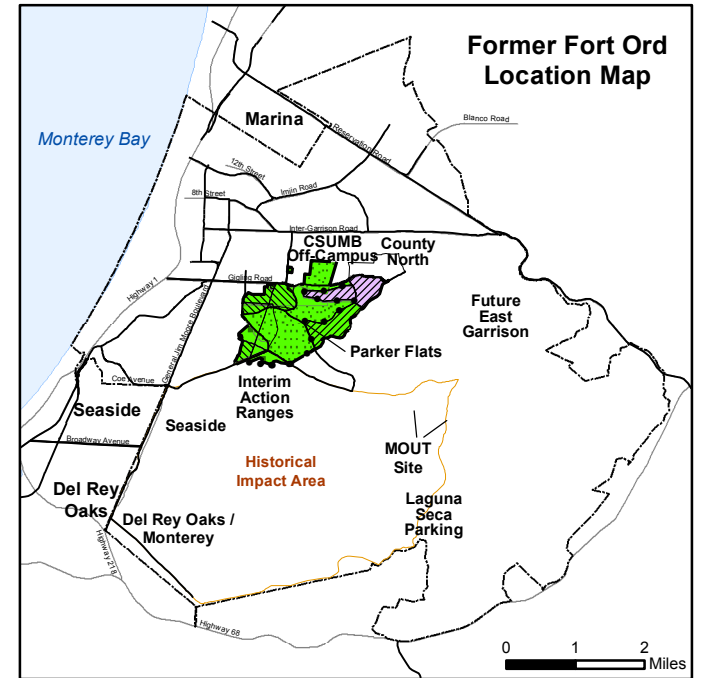 Former Fort Ord
Location Map
Marina
Blanco Road
Reservation Road
Monterey Bay
12th Street
Imjin Road
8th Street
Inter-Garrison Road
CSUMB
Off-Campus
County
North
Gigling Road
Highway 1
General Jim Moore Boulevard
Future
East
Garrison
Parker Flats
Coe Avenue
Interim
Action
Ranges
Seaside
Seaside
Broadway Avenue
MOUT
Site
Historical
Impact Area
Del Rey
Oaks
Laguna
Seca
Parking
Del Rey Oaks /
Monterey
Highway 218
Highway 68
0 1 2
Miles